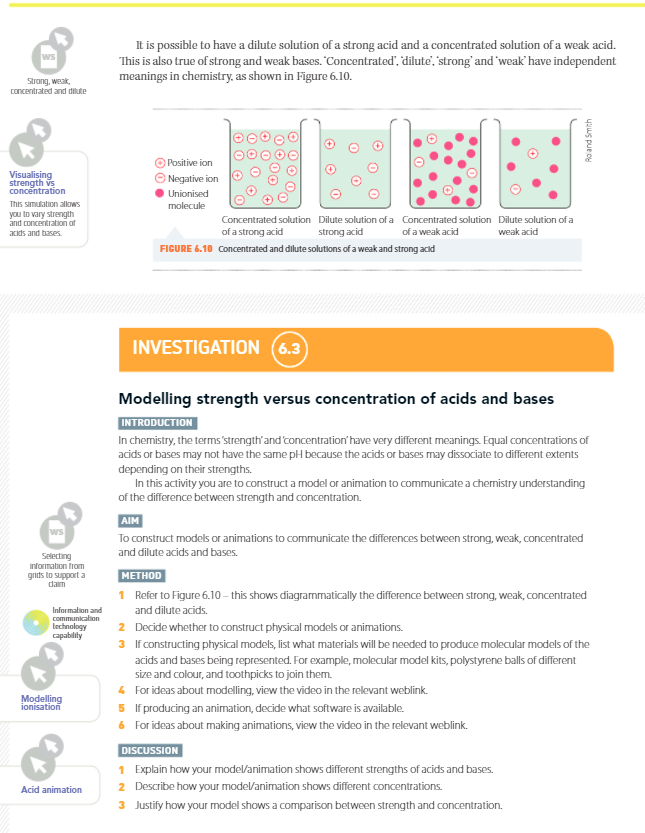 It is possible to have a dilute solution of a strong acid and a concentrated solution of a weak acid.
This is also true of strong and weak bases. ‘Concentrated’, ‘dilute’, ‘strong’ and ‘weak’ have independent
meanings in chemistry, as shown in Figure 6.10.
WS
Strong, weak,
concentrated and dilute
Visualising
strength vs
concentration
This simulation allows
you to vary strength
and concentration of
acids and bases.
Positive ion
Negative ion
Unionised
molecule
Concentrated solution
of a strong acid
Dilute solution of a
strong acid
Concentrated solution
of a weak acid
Dilute solution of a
weak acid
Roland Smith
FIGURE 6.10 Concentrated and dilute solutions of a weak and strong acid
INVESTIGATION 6.3
Modelling strength versus concentration of acids and bases
INTRODUCTION
In chemistry, the terms ‘strength’ and ‘concentration’ have very different meanings. Equal concentrations of
acids or bases may not have the same pH because the acids or bases may dissociate to different extents
depending on their strengths.
In this activity you are to construct a model or animation to communicate a chemistry understanding
of the difference between strength and concentration.
AIM
To construct models or animations to communicate the differences between strong, weak, concentrated
and dilute acids and bases.
METHOD
1 Refer to Figure 6.10 – this shows diagrammatically the difference between strong, weak, concentrated
and dilute acids.
2 Decide whether to construct physical models or animations.
3 If constructing physical models, list what materials will be needed to produce molecular models of the
acids and bases being represented. For example, molecular model kits, polystyrene balls of different
size and colour, and toothpicks to join them.
4 For ideas about modelling, view the video in the relevant weblink.
5 If producing an animation, decide what software is available.
6 For ideas about making animations, view the video in the relevant weblink.
DISCUSSION
1 Explain how your model/animation shows different strengths of acids and bases.
2 Describe how your model/animation shows different concentrations.
3 Justify how your model shows a comparison between strength and concentration.
WS
Selecting
information from
grids to support a
claim
Information and
communication
technology
capability
Modelling
ionisation
Acid animation